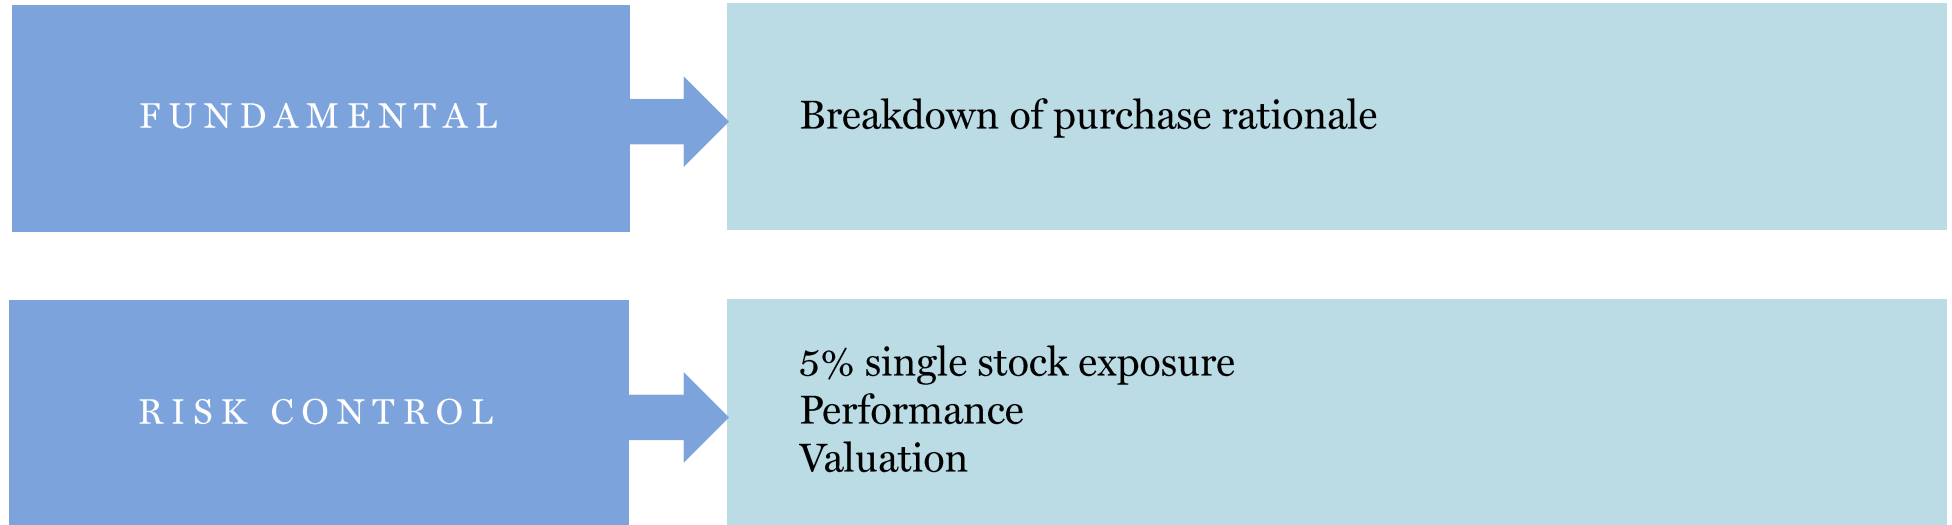 FUNDAMENTAL
Breakdown of purchase rationale
RISK CONTROL
5% single stock exposure
Performance
Valuation